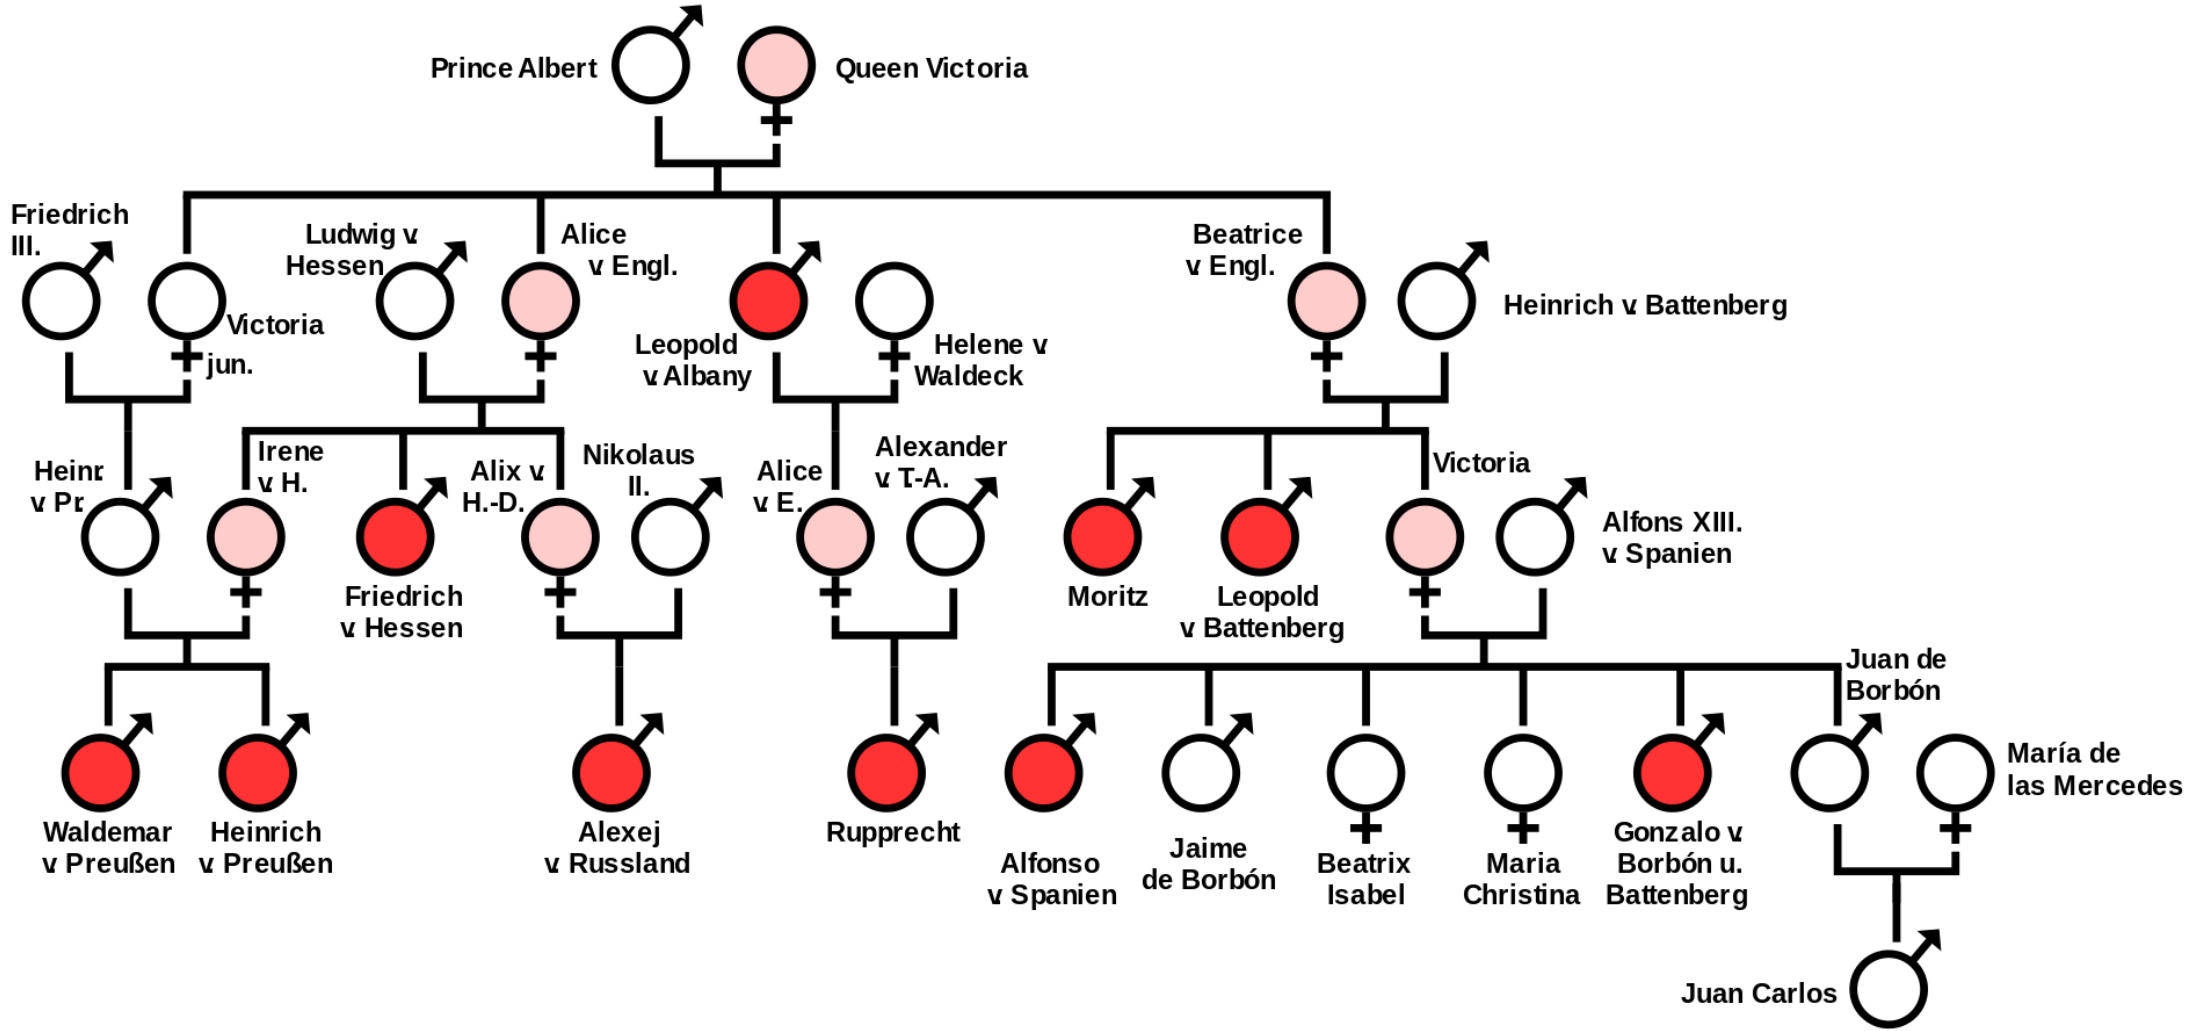 Prince Albert
Queen Victoria
Friedrich
III.
Victoria
jun.
Ludwig v.
Hessen
Alice
v. Engl.
Leopold
v. Albany
Helene v.
Waldeck
Beatrice
v. Engl.
Heinrich v. Battenberg
Heinr.
v. Pr.
Irene
v. H.
Friedrich
v. Hessen
Alix v.
H.-D.
Nikolaus
II.
Alice
v. E.
Alexander
v. T.-A.
Moritz
Leopold
v. Battenberg
Victoria
Alfons XIII.
v. Spanien
Waldemar
v. Preußen
Heinrich
v. Preußen
Alexej
v. Russland
Rupprecht
Alfonso
v. Spanien
Jaime
de Borbón
Beatrix
Isabel
Maria
Christina
Gonzalo v.
Borbón u.
Battenberg
Juan de
Borbón
María de
las Mercedes
Juan Carlos